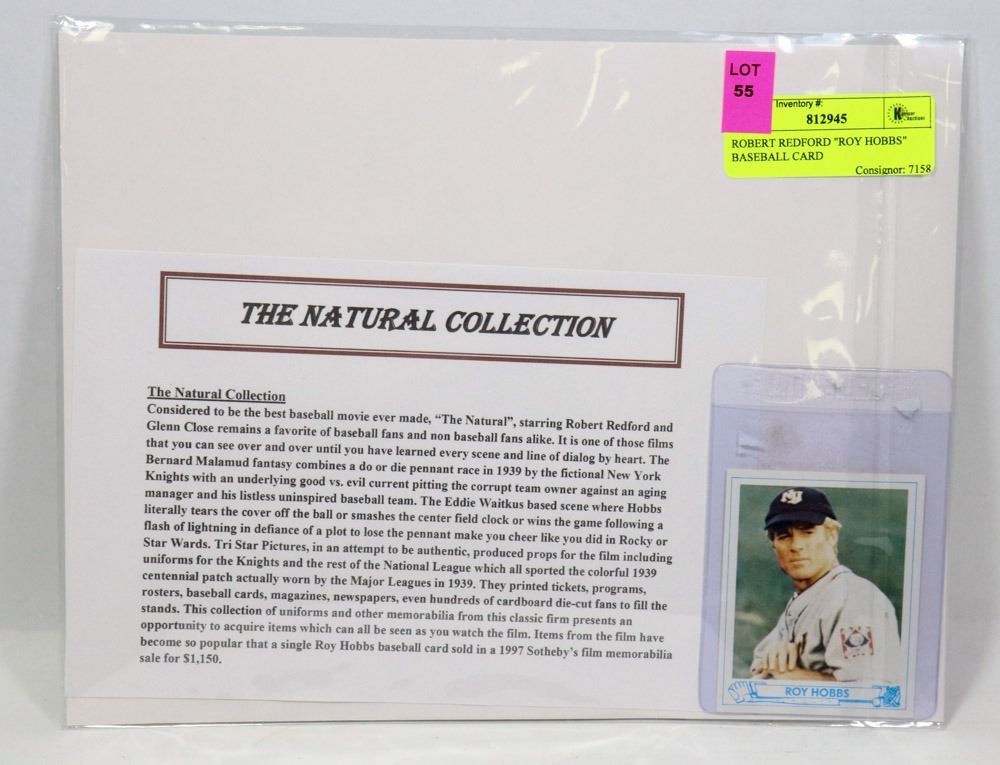 LOT
55
Inventory #:
812945
Kastner
Auctions
ROBERT REDFORD "ROY HOBBS"
BASEBALL CARD
Consignor: 7158
THE NATURAL COLLECTION
The Natural Collection
Considered to be the best baseball movie ever made, “The Natural”, starring Robert Redford and
Glenn Close remains a favorite of baseball fans and non baseball fans alike. It is one of those films
that you can see over and over until you have learned every scene and line of dialog by heart. The
Bernard Malamud fantasy combines a do or die pennant race in 1939 by the fictional New York
Knights with an underlying good vs. evil current pitting the corrupt team owner against an aging
manager and his listless uninspired baseball team. The Eddie Waitkus based scene where Hobbs
literally tears the cover off the ball or smashes the center field clock or wins the game following a
flash of lightning in defiance of a plot to lose the pennant make you cheer like you did in Rocky or
Star Wards. Tri Star Pictures, in an attempt to be authentic, produced props for the film including
uniforms for the Knights and the rest of the National League which all sported the colorful 1939
centennial patch actually worn by the Major Leagues in 1939. They printed tickets, programs,
rosters, baseball cards, magazines, newspapers, even hundreds of cardboard die-cut fans to fill the
stands. This collection of uniforms and other memorabilia from this classic firm presents an
opportunity to acquire items which can all be seen as you watch the film. Items from the film have
become so popular that a single Roy Hobbs baseball card sold in a 1997 Sotheby’s film memorabilia
sale for $1,150.
NY
ROY HOBBS